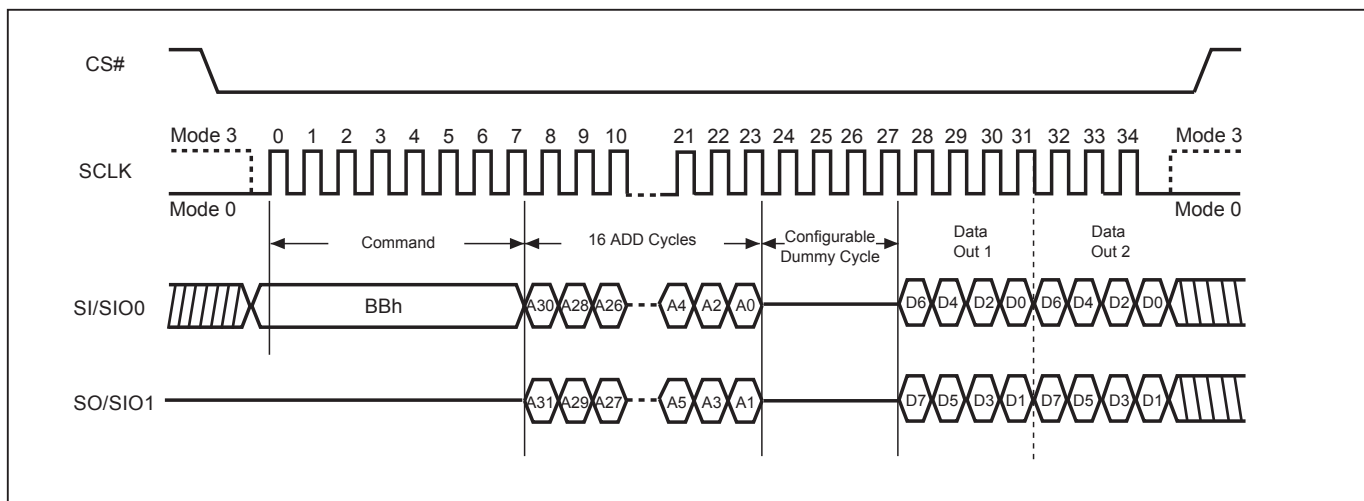 CS#
Mode 3 0 1 2 3 4 5 6 7 8 9 10 21 22 23 24 25 26 27 28 29 30 31 32 33 34 Mode 3
SCLK
Mode 0 Mode 0
Command 16 ADD Cycles Configurable Dummy Cycle Data Out 1 Data Out 2
SI/SIO0 BBh A30 A28 A26 A4 A2 A0 D6 D4 D2 D0 D6 D4 D2 D0
SO/SIO1 A31 A29 A27 A5 A3 A1 D7 D5 D3 D1 D7 D5 D3 D1